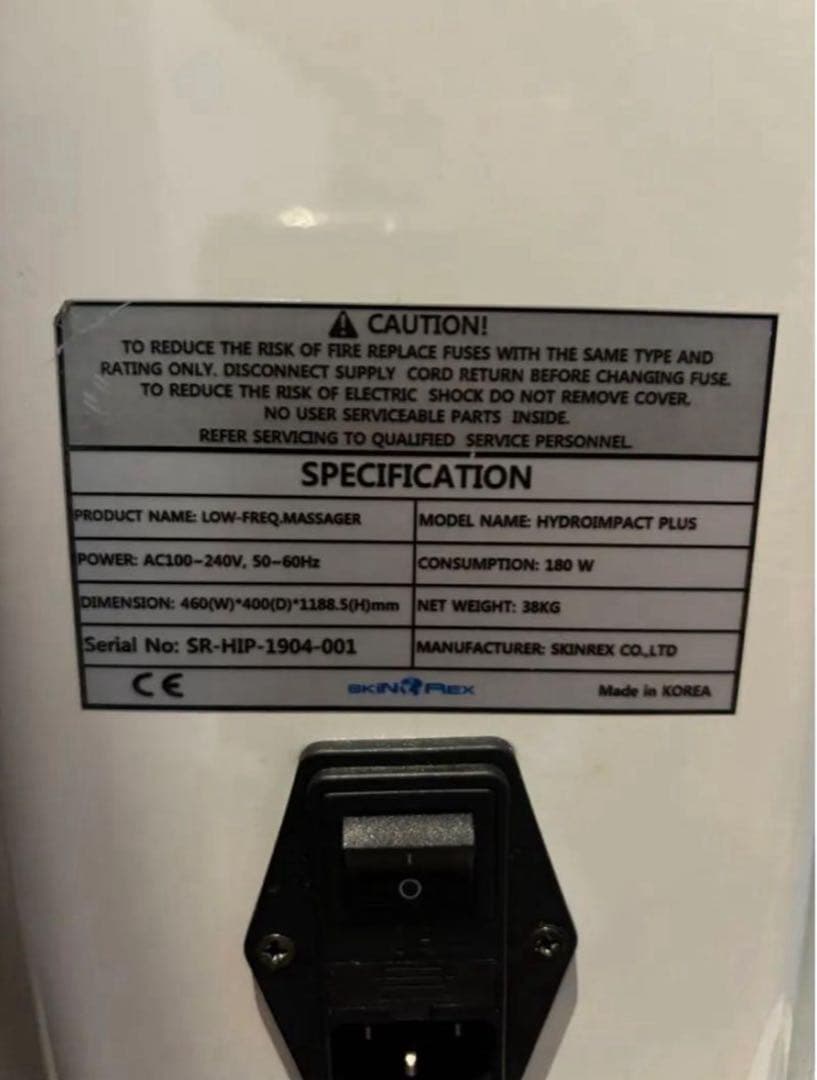 ⚠ CAUTION!
TO REDUCE THE RISK OF FIRE REPLACE FUSES WITH THE SAME TYPE AND
RATING ONLY. DISCONNECT SUPPLY CORD RETURN BEFORE CHANGING FUSE.
TO REDUCE THE RISK OF ELECTRIC SHOCK DO NOT REMOVE COVER.
NO USER SERVICEABLE PARTS INSIDE.
REFER SERVICING TO QUALIFIED SERVICE PERSONNEL.
SPECIFICATION
PRODUCT NAME: LOW-FREQ.MASSAGER MODEL NAME: HYDROIMPACT PLUS
POWER: AC100~240V, 50~60Hz CONSUMPTION: 180 W
DIMENSION: 460(W)*400(D)*1188.5(H)mm NET WEIGHT: 38KG
Serial No: SR-HIP-1904-001 MANUFACTURER: SKINREX CO.,LTD
CE SKINREX Made in KOREA
I
O